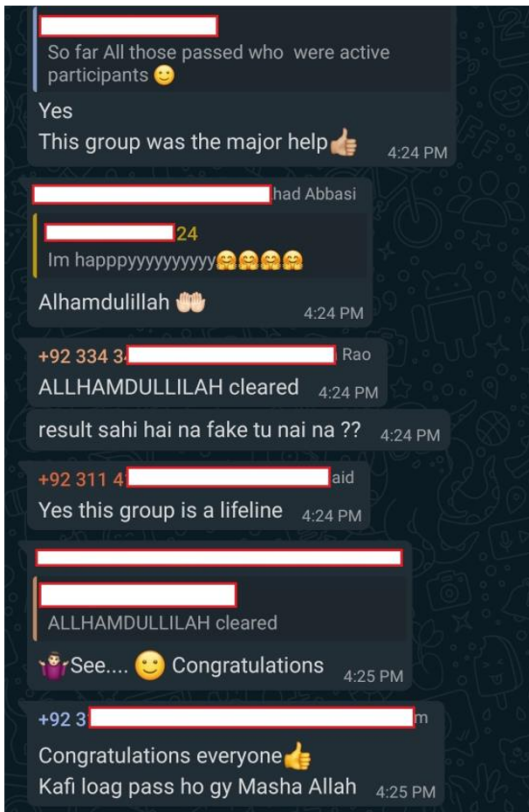 So far All those passed who were active
participants 🙂
Yes
This group was the major help👍🏼
4:24 PM
had Abbasi
24
Im happpyyyyyyyyyy🤗🤗🤗🤗
Alhamdulillah 🤲🏻
4:24 PM
+92 334 3 Rao
ALLHAMDULLILAH cleared 4:24 PM
result sahi hai na fake tu nai na ?? 4:24 PM
+92 311 4 aid
Yes this group is a lifeline 4:24 PM
ALLHAMDULLILAH cleared
🤷🏻‍♀️See.... 🙂 Congratulations 4:25 PM
+92 3 m
Congratulations everyone👍
Kafi loag pass ho gy Masha Allah 4:25 PM